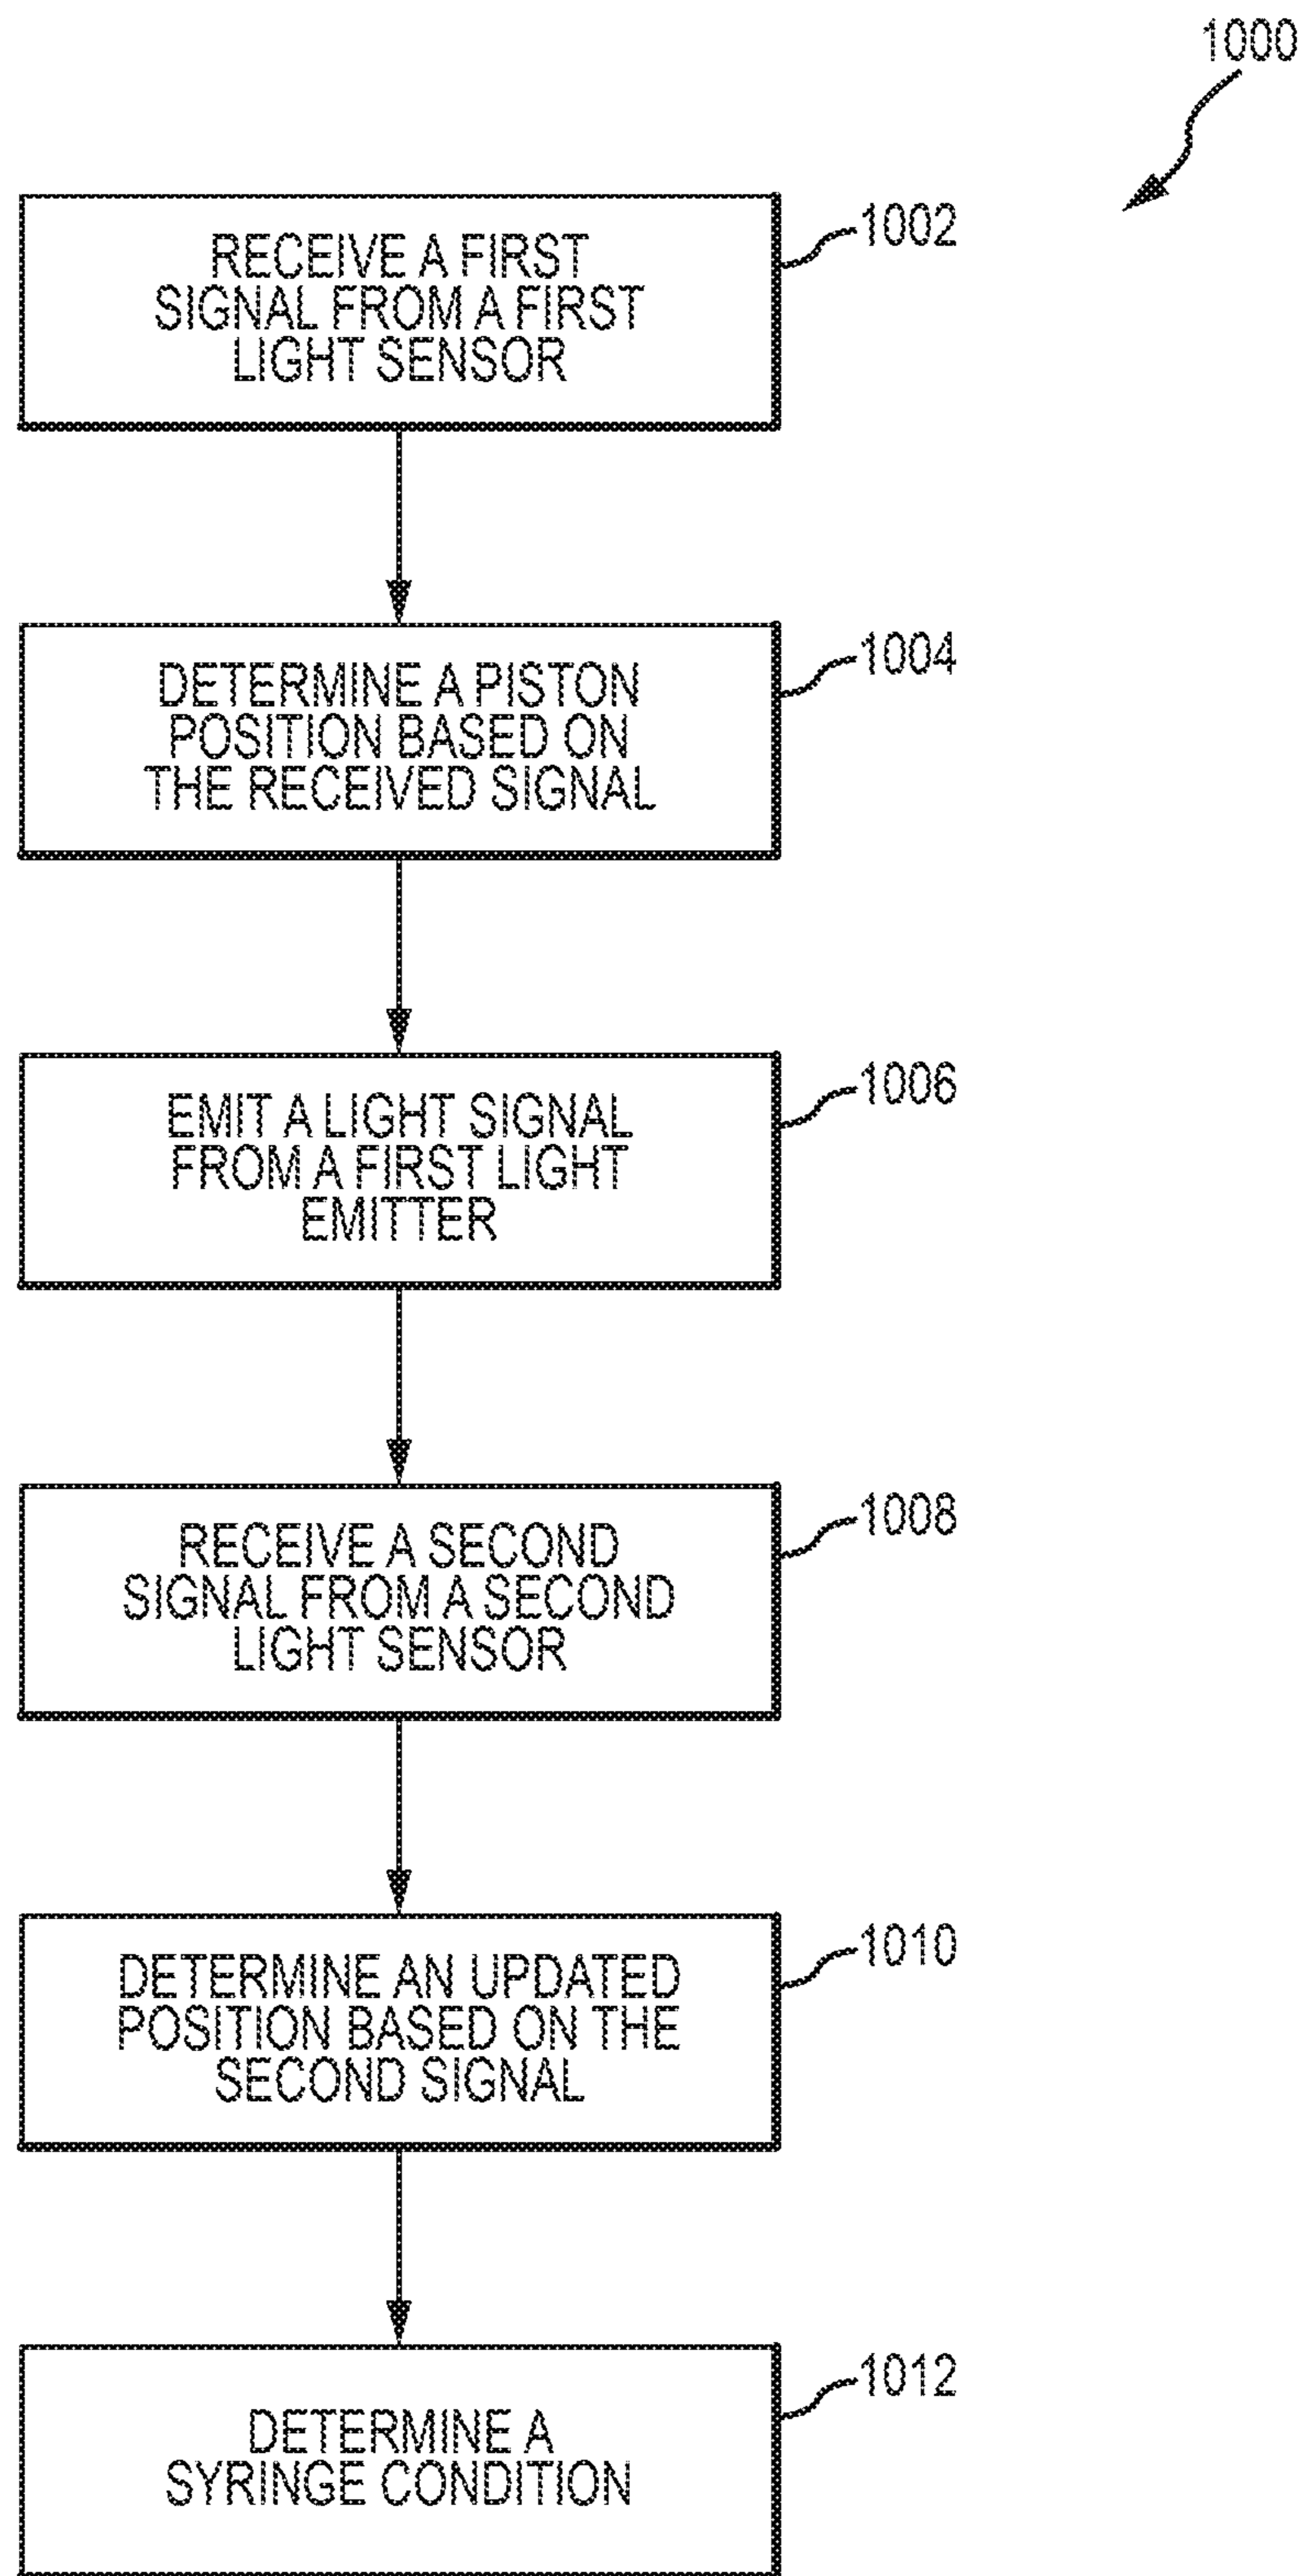 1000
1002
RECEIVE A FIRST
SIGNAL FROM A FIRST
LIGHT SENSOR
1004
DETERMINE A PISTON
POSITION BASED ON
THE RECEIVED SIGNAL
1006
EMIT A LIGHT SIGNAL
FROM A FIRST LIGHT
EMITTER
1008
RECEIVE A SECOND
SIGNAL FROM A SECOND
LIGHT SENSOR
1010
DETERMINE AN UPDATED
POSITION BASED ON THE
SECOND SIGNAL
1012
DETERMINE A
SYRINGE CONDITION